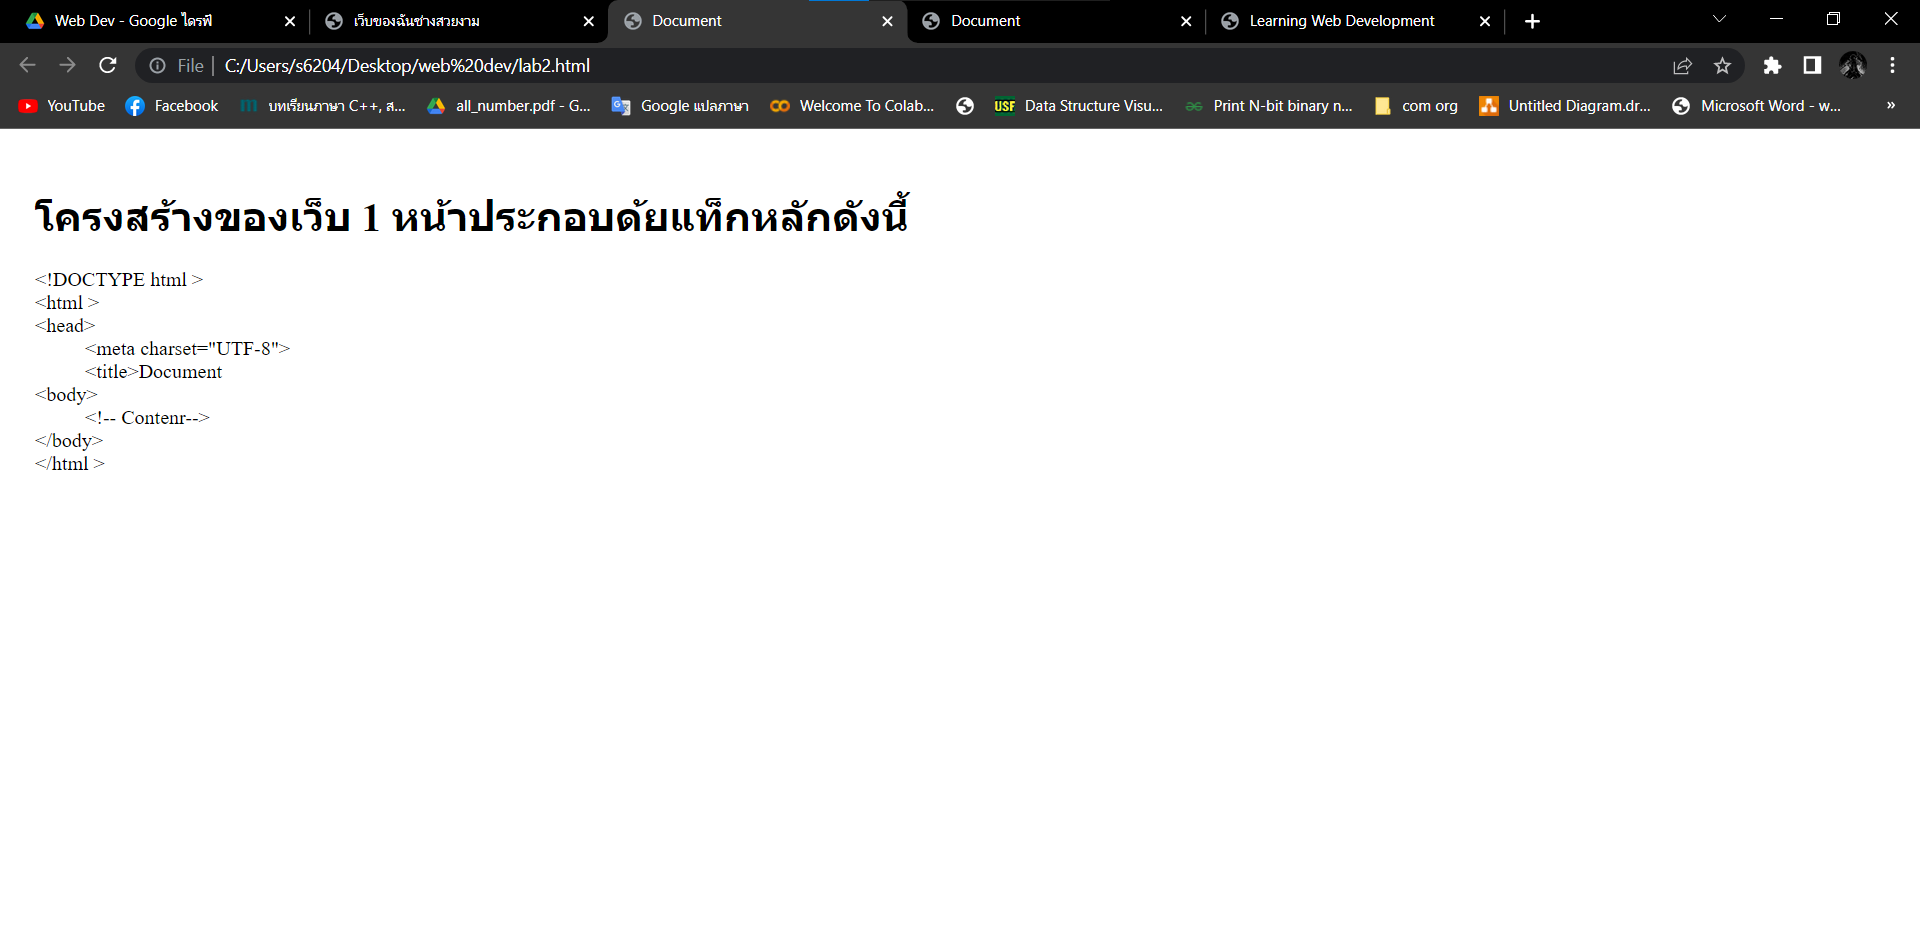 Web Dev - Google ไดรฟ์
เว็บของฉันช่างสวยงาม
Document
Document
Learning Web Development
File | C:/Users/s6204/Desktop/web%20dev/lab2.html
YouTube
Facebook
บทเรียนภาษา C++, ส...
all_number.pdf - G...
Google แปลภาษา
Welcome To Colab...
USF
Data Structure Visu...
Print N-bit binary n...
com org
Untitled Diagram.dr...
Microsoft Word - w...
»
โครงสร้างของเว็บ 1 หน้าประกอบด้ยแท็กหลักดังนี้
<!DOCTYPE html >
<html >
<head>
<meta charset="UTF-8">
<title>Document
<body>
<!-- Contenr-->
</body>
</html >